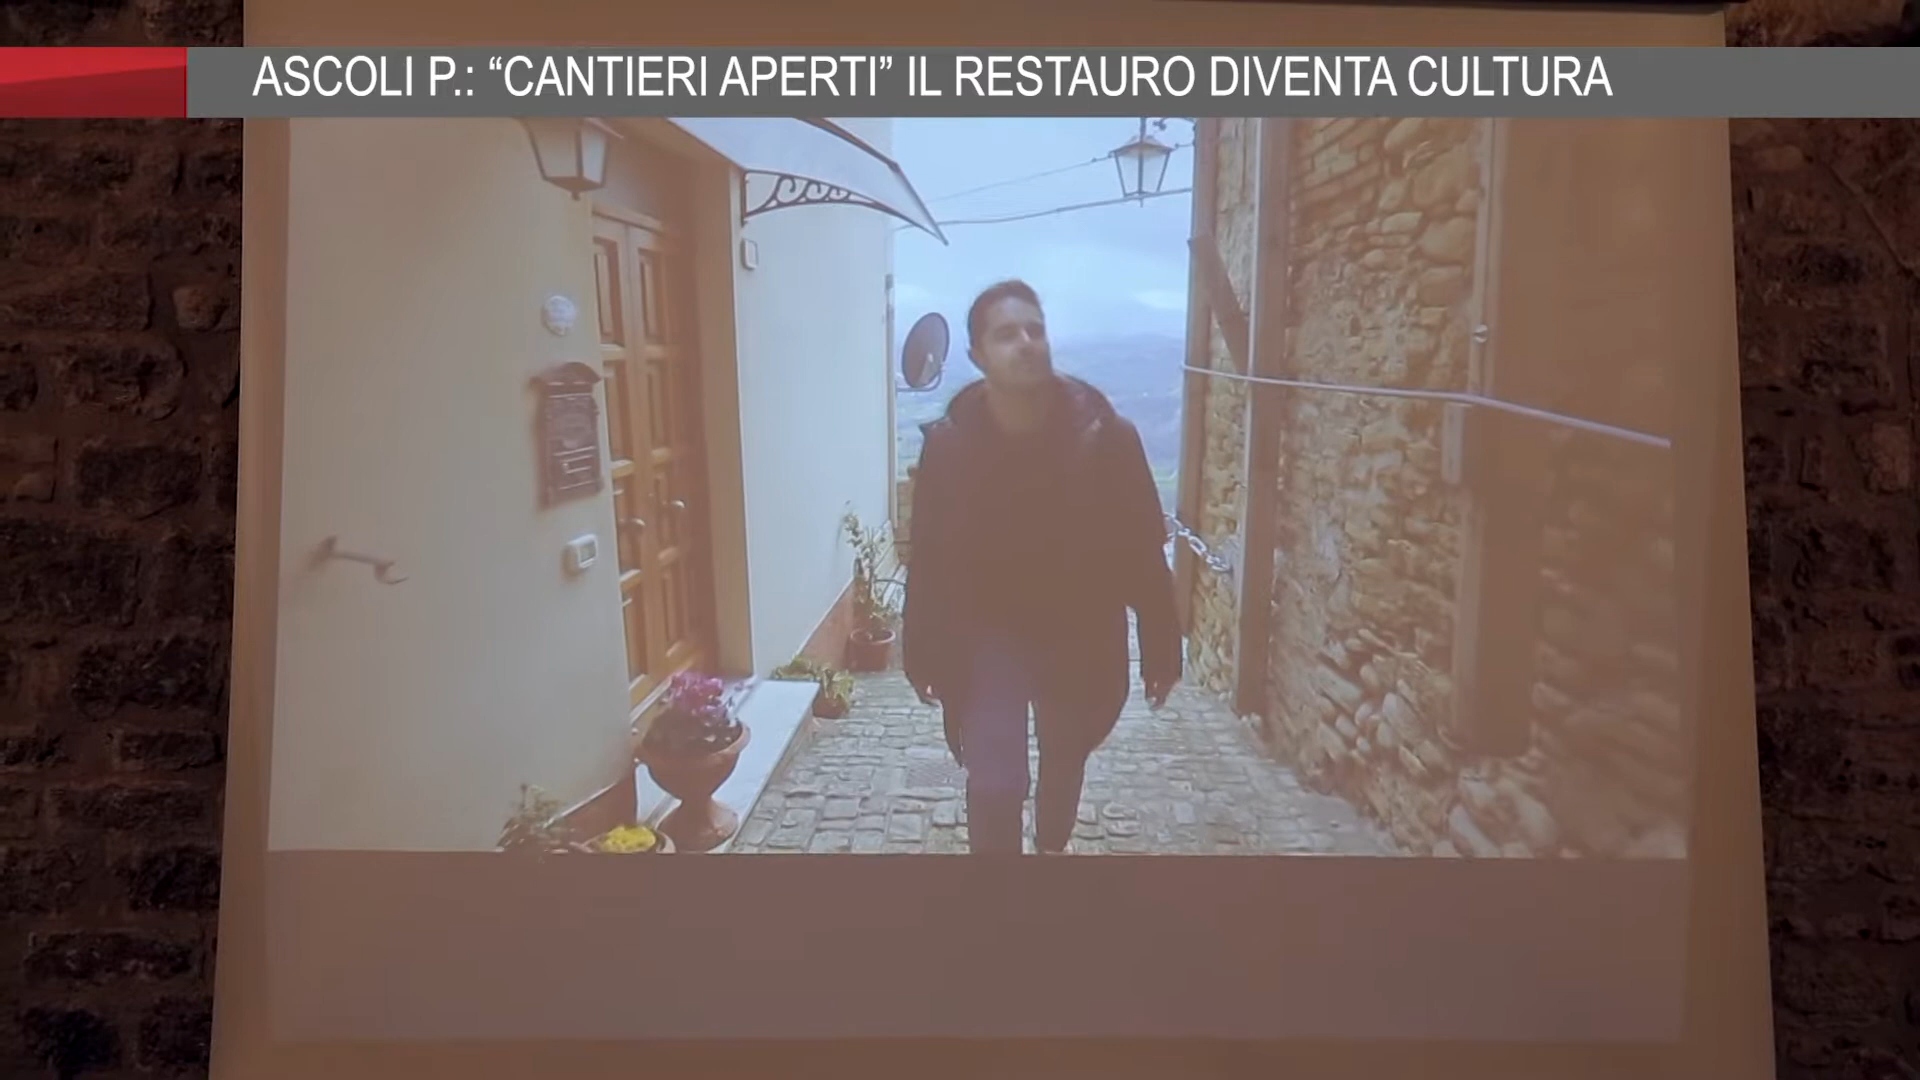 ASCOLI P.: “CANTIERI APERTI” IL RESTAURO DIVENTA CULTURA